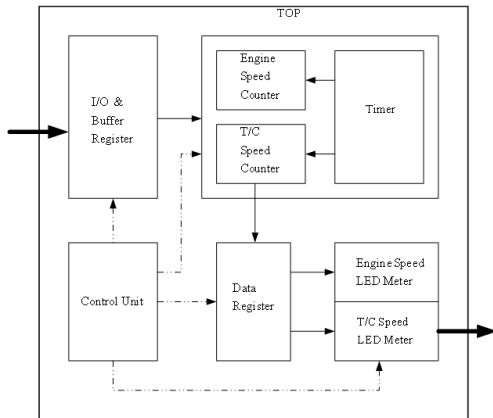 TOP
I/O &
Buffer
Register
Engine
Speed
Counter
Timer
T/C
Speed
Counter
Control Unit
Data
Register
Engine Speed
LED Meter
T/C Speed
LED Meter